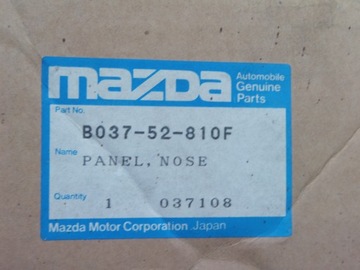 mazda
Automobile
Genuine
Parts
Part No.
B037-52-810F
Name
PANEL, NOSE
Quantity
1 037108
Mazda Motor Corporation, Japan